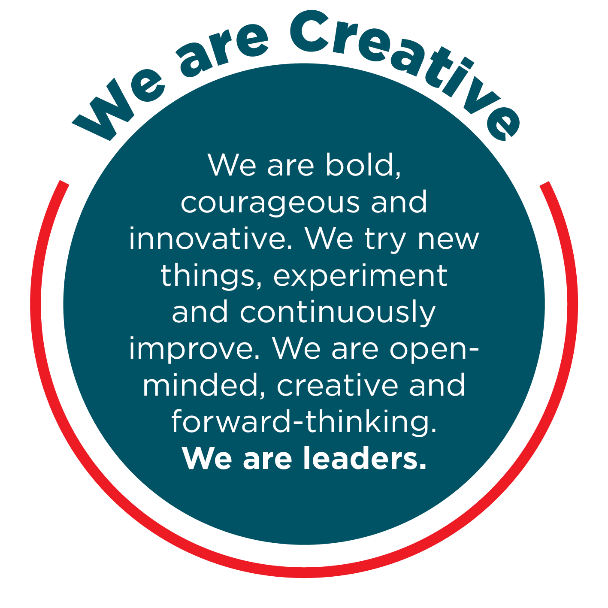 We are Creative
We are bold,
courageous and
innovative. We try new
things, experiment
and continuously
improve. We are open-
minded, creative and
forward-thinking.
We are leaders.